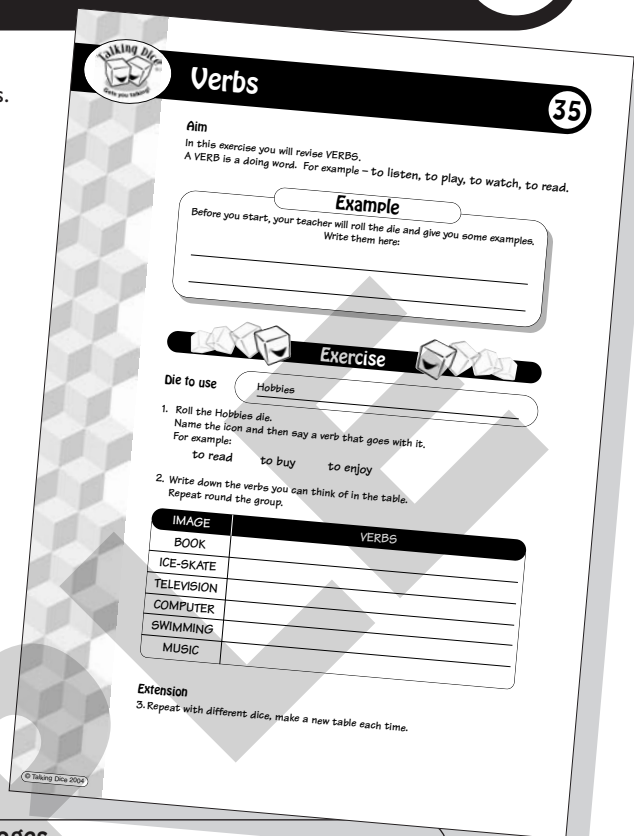 s.
Talking Dice
Gets you talking!
Verbs
35
Aim
In this exercise you will revise VERBS.
A VERB is a doing word. For example – to listen, to play, to watch, to read.
Example
Before you start, your teacher will roll the die and give you some examples.
Write them here:
Exercise
Die to use
Hobbies
1. Roll the Hobbies die.
Name the icon and then say a verb that goes with it.
For example:
to read to buy to enjoy
2. Write down the verbs you can think of in the table.
Repeat round the group.
IMAGE VERBS
BOOK
ICE-SKATE
TELEVISION
COMPUTER
SWIMMING
MUSIC
Extension
3. Repeat with different dice, make a new table each time.
© Talking Dice 2004